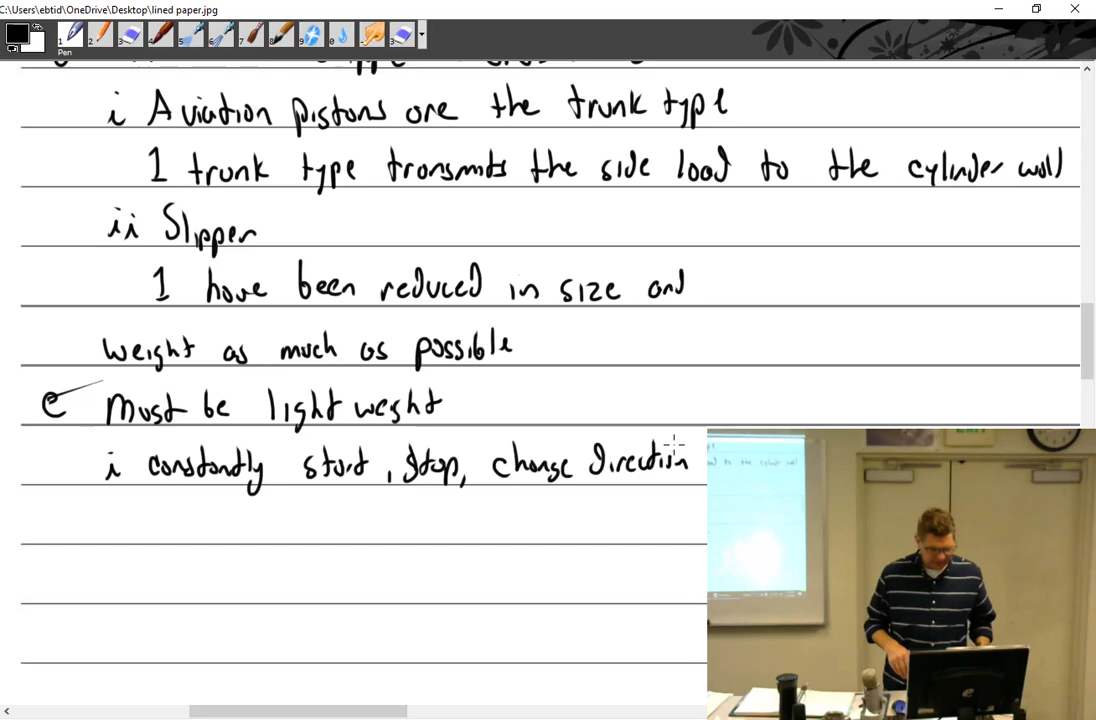 C:\Users\ebtid\OneDrive\Desktop\lined paper.jpg
Pen
i Aviation pistons are the trunk type
1 trunk type transmits the side load to the cylinder wall
ii Slipper
1 have been reduced in size and
weight as much as possible
e Must be light weight
i constantly start, stop, change direction